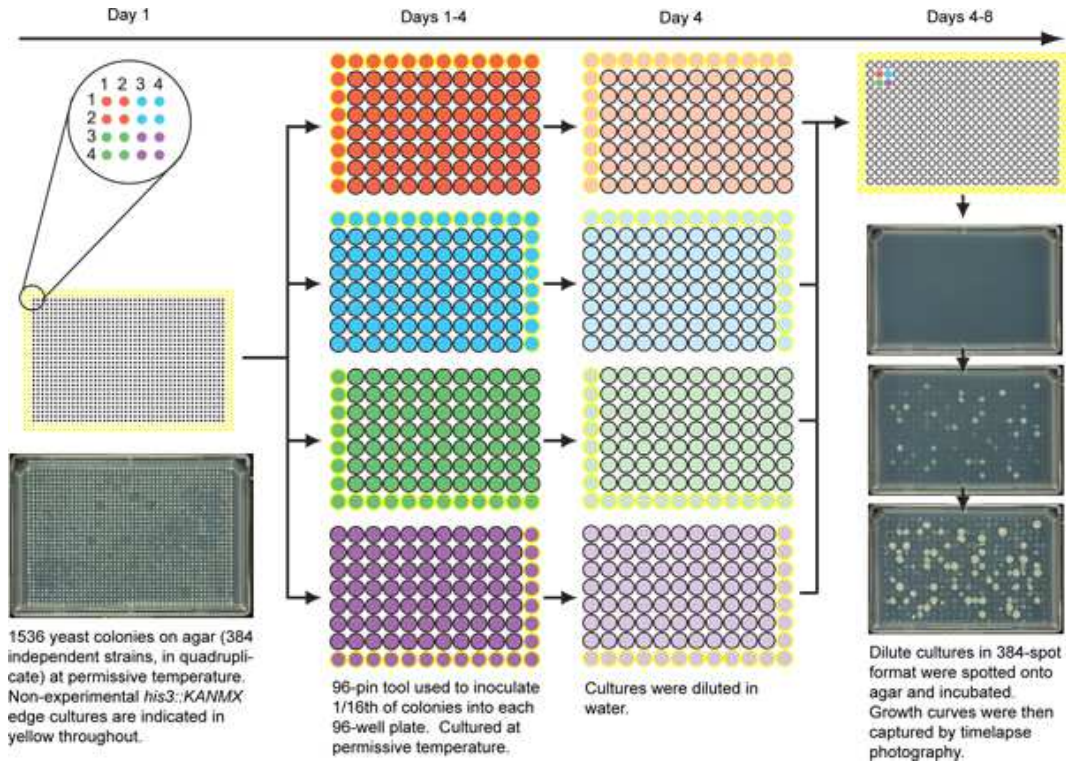 Day 1
Days 1-4
Day 4
Days 4-8
1 2 3 4
1
2
3
4
1536 yeast colonies on agar (384
independent strains, in quadrupli-
cate) at permissive temperature.
Non-experimental his3::KANMX
edge cultures are indicated in
yellow throughout.
96-pin tool used to inoculate
1/16th of colonies into each
96-well plate. Cultured at
permissive temperature.
Cultures were diluted in
water.
Dilute cultures in 384-spot
format were spotted onto
agar and incubated.
Growth curves were then
captured by timelapse
photography.